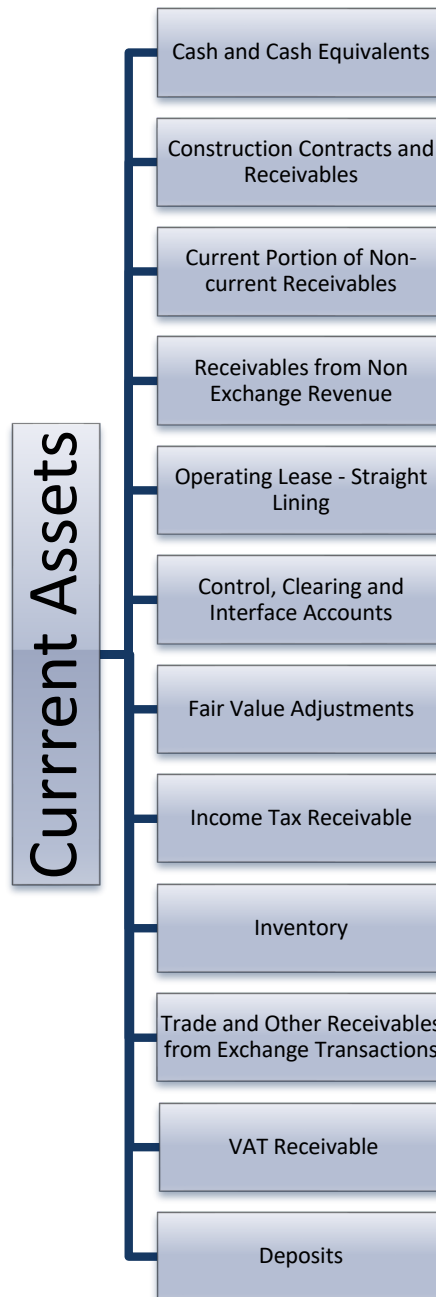 Currrent Assets
Cash and Cash Equivalents
Construction Contracts and
Receivables
Current Portion of Non-
current Receivables
Receivables from Non
Exchange Revenue
Operating Lease - Straight
Lining
Control, Clearing and
Interface Accounts
Fair Value Adjustments
Income Tax Receivable
Inventory
Trade and Other Receivables
from Exchange Transactions
VAT Receivable
Deposits